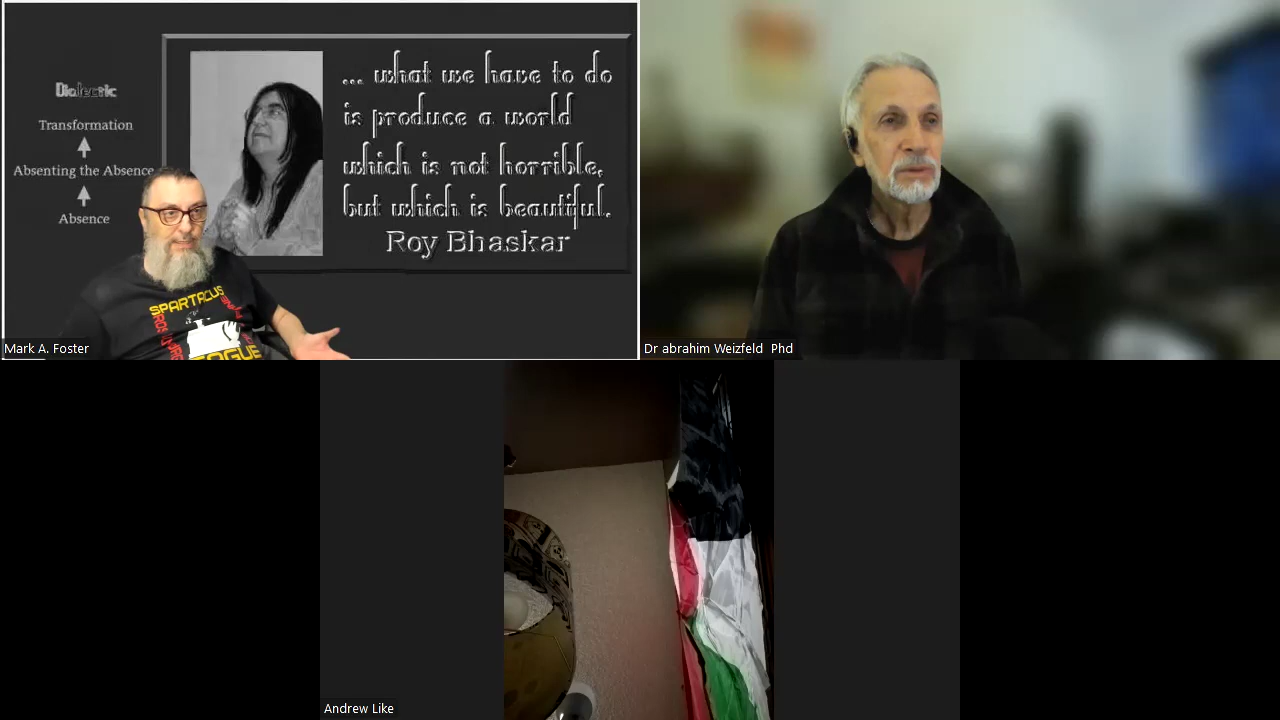 Dialectic
Transformation
Absenting the Absence
Absence
... what we have to do
is produce a world
which is not horrible,
but which is beautiful.
Roy Bhaskar
SPARTACUS
Mark A. Foster
Dr abrahim Weizfeld Phd
Andrew Like